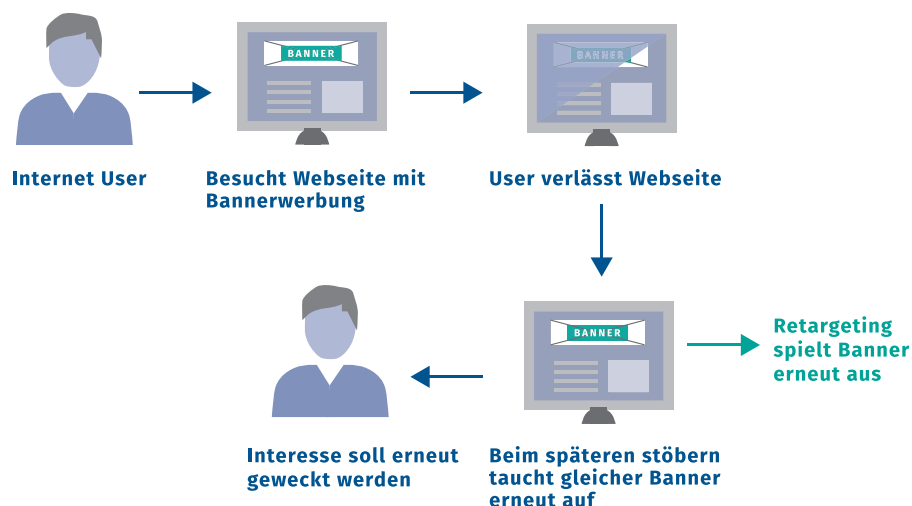 BANNER
BANNER
Internet User
Besucht Webseite mit
Bannerwerbung
User verlässt Webseite
BANNER
Retargeting
spielt Banner
erneut aus
Interesse soll erneut
geweckt werden
Beim späteren stöbern
taucht gleicher Banner
erneut auf